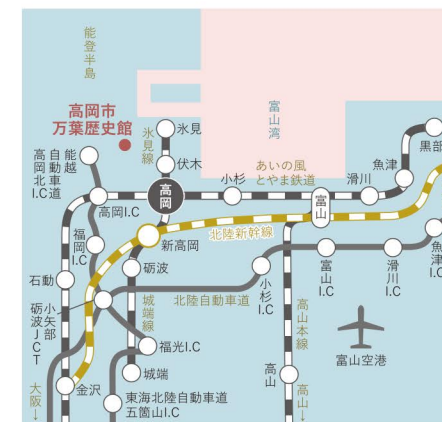 能登半島
高岡市
万葉歴史館
氷見線
氷見
伏木
富山湾
黒部
魚津
あいの風
とやま鉄道
滑川
小杉
高岡
富山
能越
自動車道
高岡北I.C
高岡I.C
福岡I.C
新高岡
北陸新幹線
石動
砺波
小杉I.C
富山I.C
滑川I.C
魚津I.C
北陸自動車道
小矢部
砺波JCT
城端線
高山本線
富山空港
福光I.C
城端
高山
大阪↓
金沢
東海北陸自動車道
五箇山I.C
高山↓